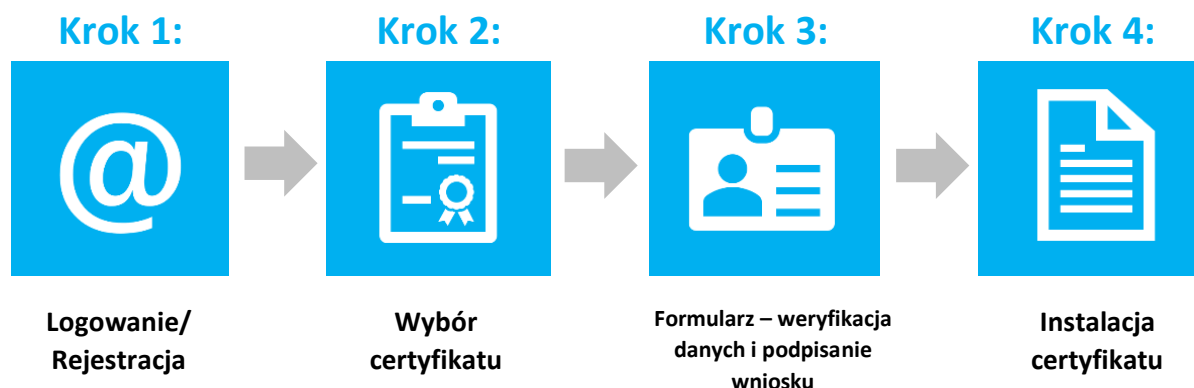 Krok 1:
Krok 2:
Krok 3:
Krok 4:
@
Logowanie/
Rejestracja
Wybór
certyfikatu
Formularz – weryfikacja
danych i podpisanie
wniosku
Instalacja
certyfikatu